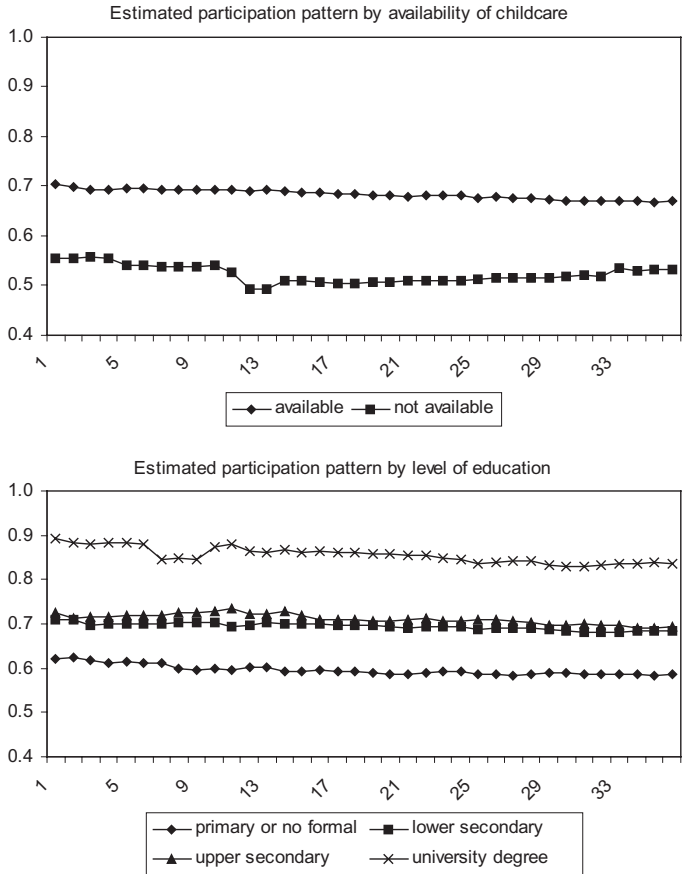 Estimated participation pattern by availability of childcare
1.0
0.9
0.8
0.7
0.6
0.5
0.4
1 5 9 13 17 21 25 29 33
available not available
Estimated participation pattern by level of education
1.0
0.9
0.8
0.7
0.6
0.5
0.4
1 5 9 13 17 21 25 29 33
primary or no formal lower secondary
upper secondary university degree